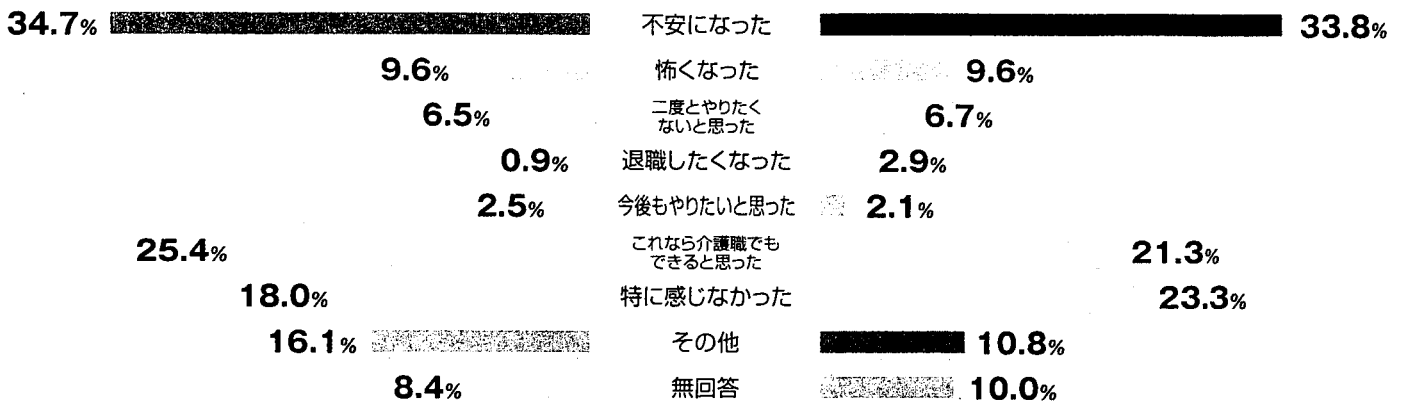 34.7% 不安になった 33.8%
9.6% 怖くなった 9.6%
6.5% 二度とやりたく
ないと思った 6.7%
0.9% 退職したくなった 2.9%
2.5% 今後もやりたいと思った 2.1%
25.4% これなら介護職でも
できると思った 21.3%
18.0% 特に感じなかった 23.3%
16.1% その他 10.8%
8.4% 無回答 10.0%